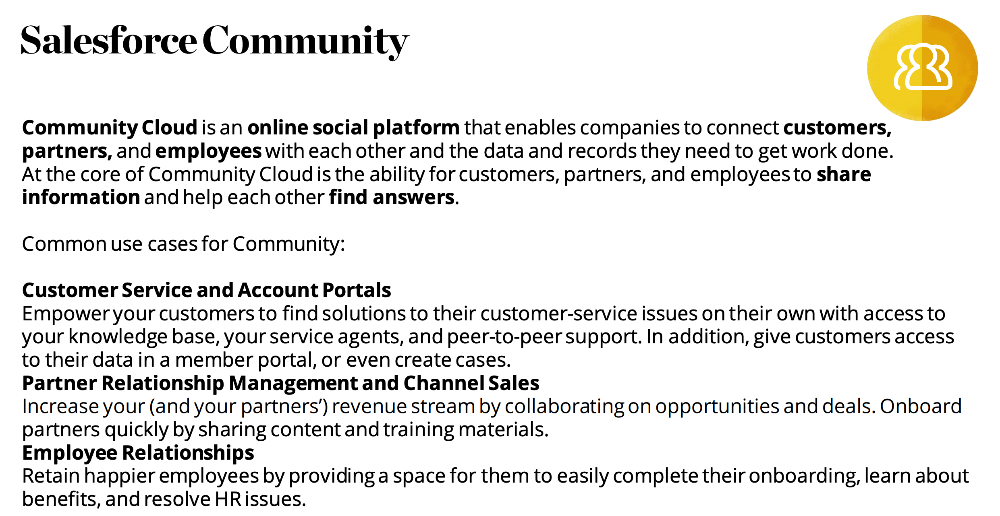 Salesforce Community
Community Cloud is an online social platform that enables companies to connect customers,
partners, and employees with each other and the data and records they need to get work done.
At the core of Community Cloud is the ability for customers, partners, and employees to share
information and help each other find answers.
Common use cases for Community:
Customer Service and Account Portals
Empower your customers to find solutions to their customer-service issues on their own with access to
your knowledge base, your service agents, and peer-to-peer support. In addition, give customers access
to their data in a member portal, or even create cases.
Partner Relationship Management and Channel Sales
Increase your (and your partners’) revenue stream by collaborating on opportunities and deals. Onboard
partners quickly by sharing content and training materials.
Employee Relationships
Retain happier employees by providing a space for them to easily complete their onboarding, learn about
benefits, and resolve HR issues.